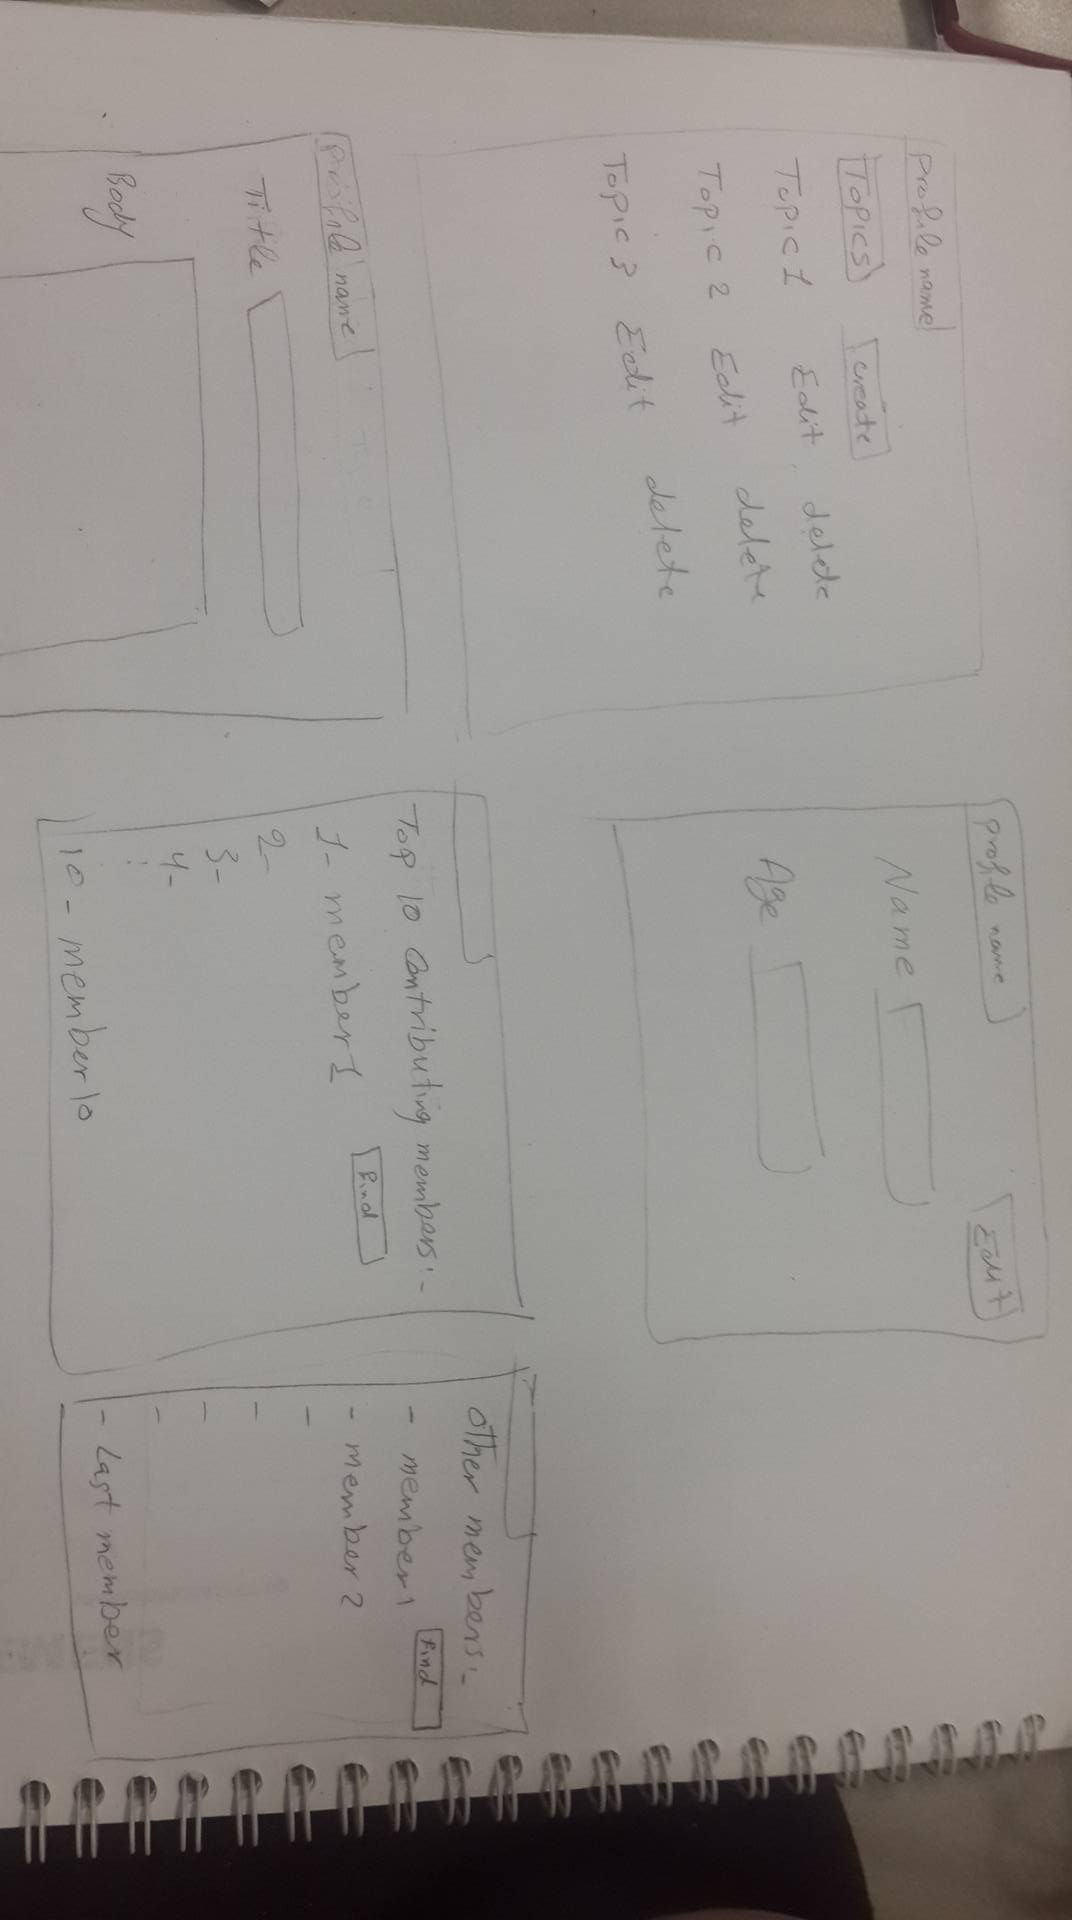 Profile name
TOPICS create
Topic 1 Edit delete
Topic 2 Edit delete
Topic 3 Edit delete
profile name Edit
Name
Age
profile name
Title
Body
Top 10 Contributing members:-
Find
1- member 1
2-
3-
4-
10- member 10
Other members:-
Find
- member 1
- member 2
-
-
-
-
- Last member